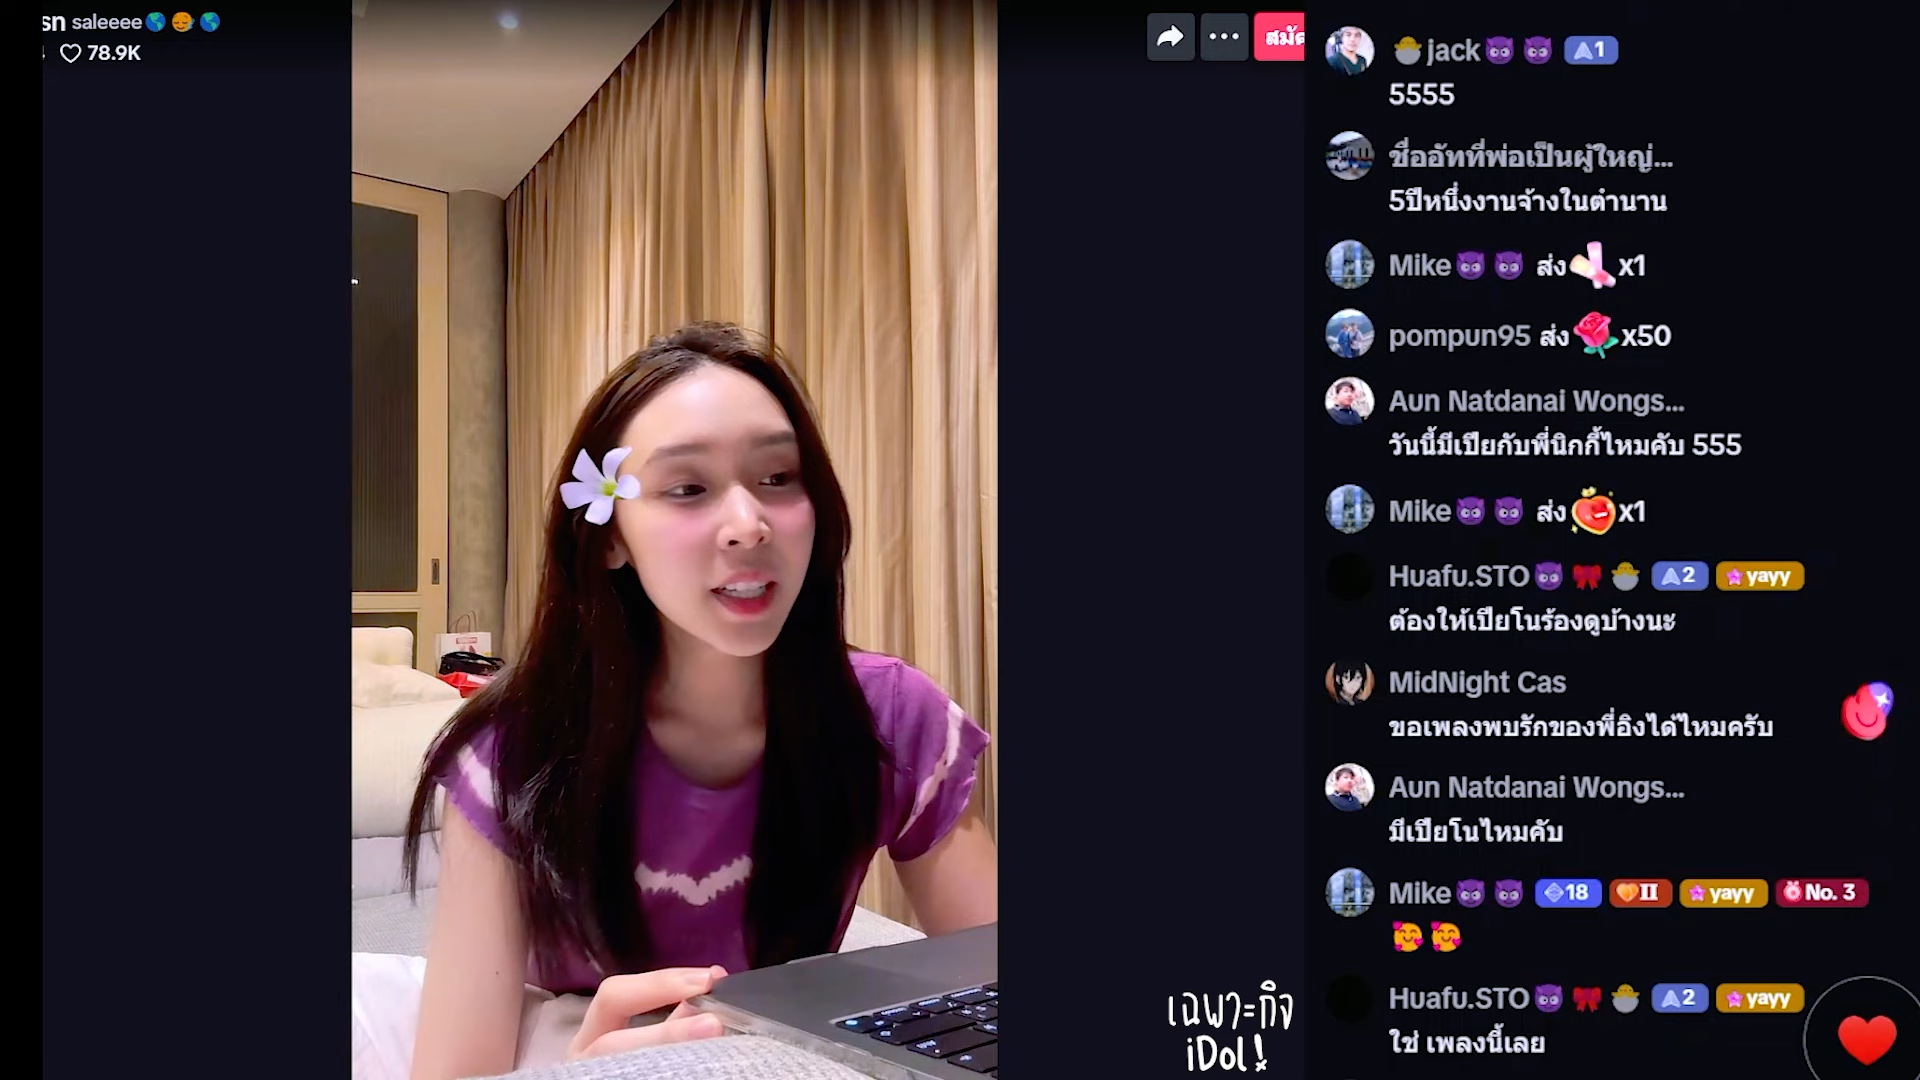 sn saleeee
78.9K
สมัค
jack 1
5555
ชื่ออัทที่พ่อเป็นผู้ใหญ่...
5ปีหนึ่งงานจ้างในตำนาน
Mike ส่ง x1
pompun95 ส่ง x50
Aun Natdanai Wongs...
วันนี้มีเปียกับพี่นิกกี้ไหมคับ 555
Mike ส่ง x1
Huafu.STO 2 yayy
ต้องให้เปียโนร้องดูบ้างนะ
MidNight Cas
ขอเพลงพบรักของพี่อิงได้ไหมครับ
Aun Natdanai Wongs...
มีเปียโนไหมคับ
Mike 18 II yayy No. 3
Huafu.STO 2 yayy
ใช่ เพลงนี้เลย
เฉพาะกิจ
iDol!